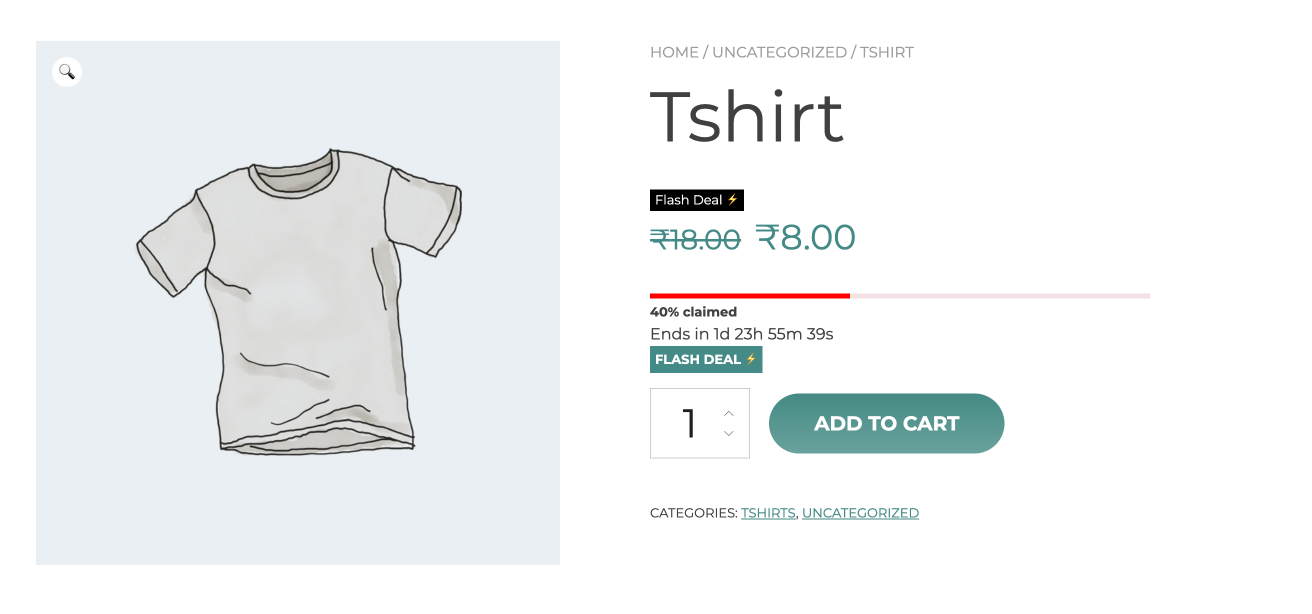 HOME / UNCATEGORIZED / TSHIRT
Tshirt
Flash Deal ⚡
₹18.00 ₹8.00
40% claimed
Ends in 1d 23h 55m 39s
FLASH DEAL ⚡
1
ADD TO CART
CATEGORIES: TSHIRTS, UNCATEGORIZED